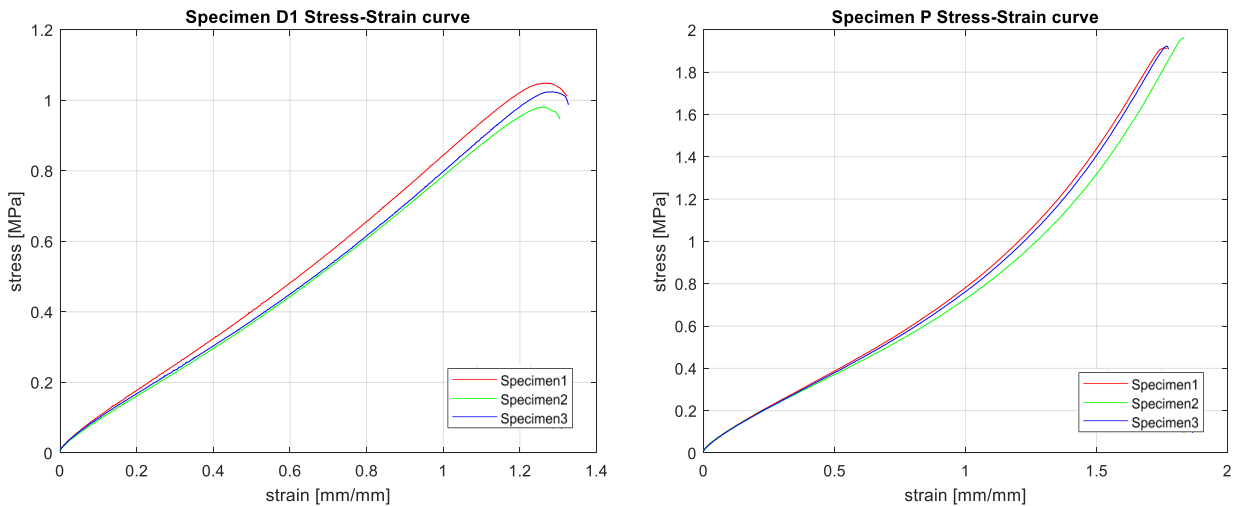 Specimen D1 Stress-Strain curve
1.2
1
0.8
0.6
0.4
0.2
0
0
0.2
0.4
0.6
0.8
1
1.2
1.4
stress [MPa]
strain [mm/mm]
Specimen1
Specimen2
Specimen3
Specimen P Stress-Strain curve
2
1.8
1.6
1.4
1.2
1
0.8
0.6
0.4
0.2
0
0
0.5
1
1.5
2
stress [MPa]
strain [mm/mm]
Specimen1
Specimen2
Specimen3